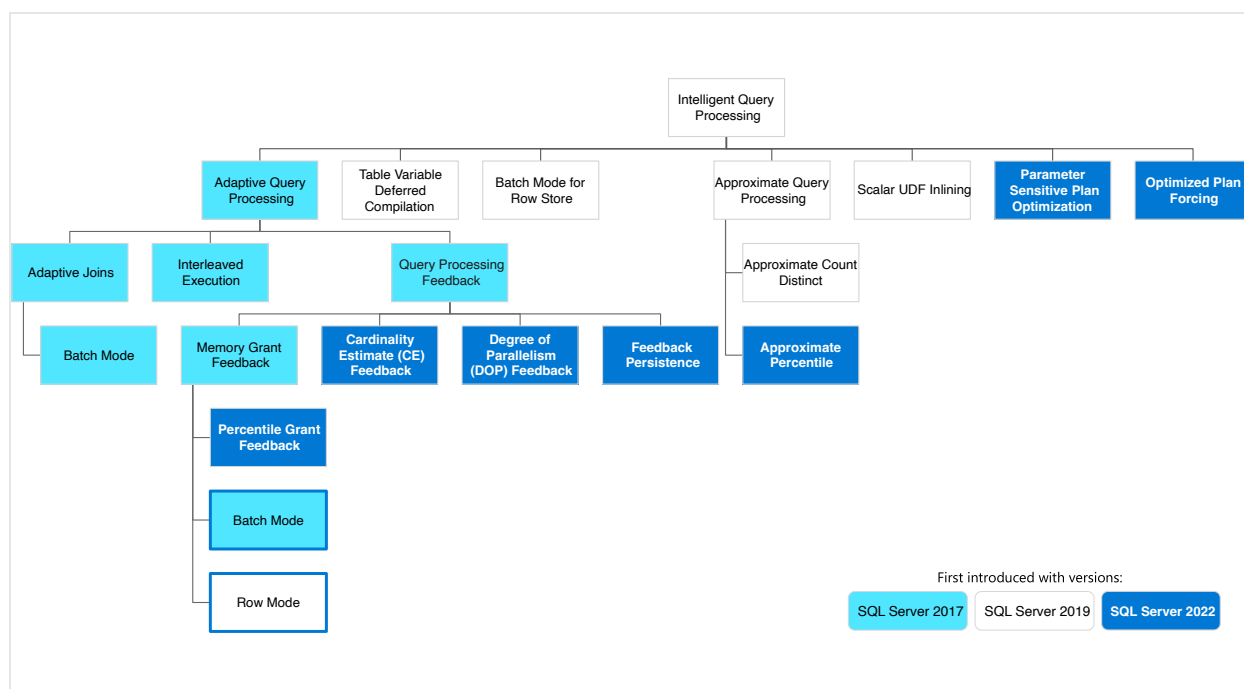 Intelligent Query
Processing
Adaptive Query
Processing
Table Variable
Deferred
Compilation
Batch Mode for
Row Store
Approximate Query
Processing
Scalar UDF Inlining
Parameter
Sensitive Plan
Optimization
Optimized Plan
Forcing
Adaptive Joins
Interleaved
Execution
Query Processing
Feedback
Approximate Count
Distinct
Batch Mode
Memory Grant
Feedback
Cardinality
Estimate (CE)
Feedback
Degree of
Parallelism
(DOP) Feedback
Feedback
Persistence
Approximate
Percentile
Percentile Grant
Feedback
Batch Mode
Row Mode
First introduced with versions:
SQL Server 2017
SQL Server 2019
SQL Server 2022